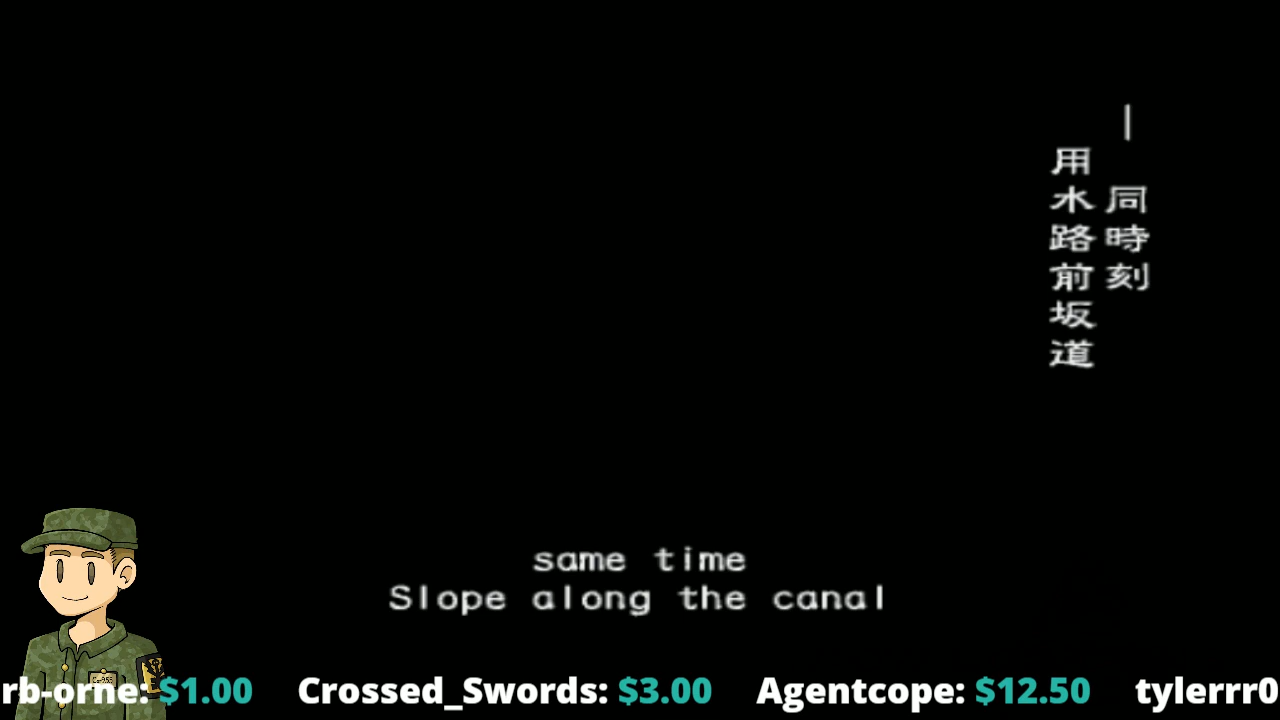 ― 同時刻
用水路前坂道
same time
Slope along the canal
rb-orne: $1.00 Crossed_Swords: $3.00 Agentcope: $12.50 tylerrr0